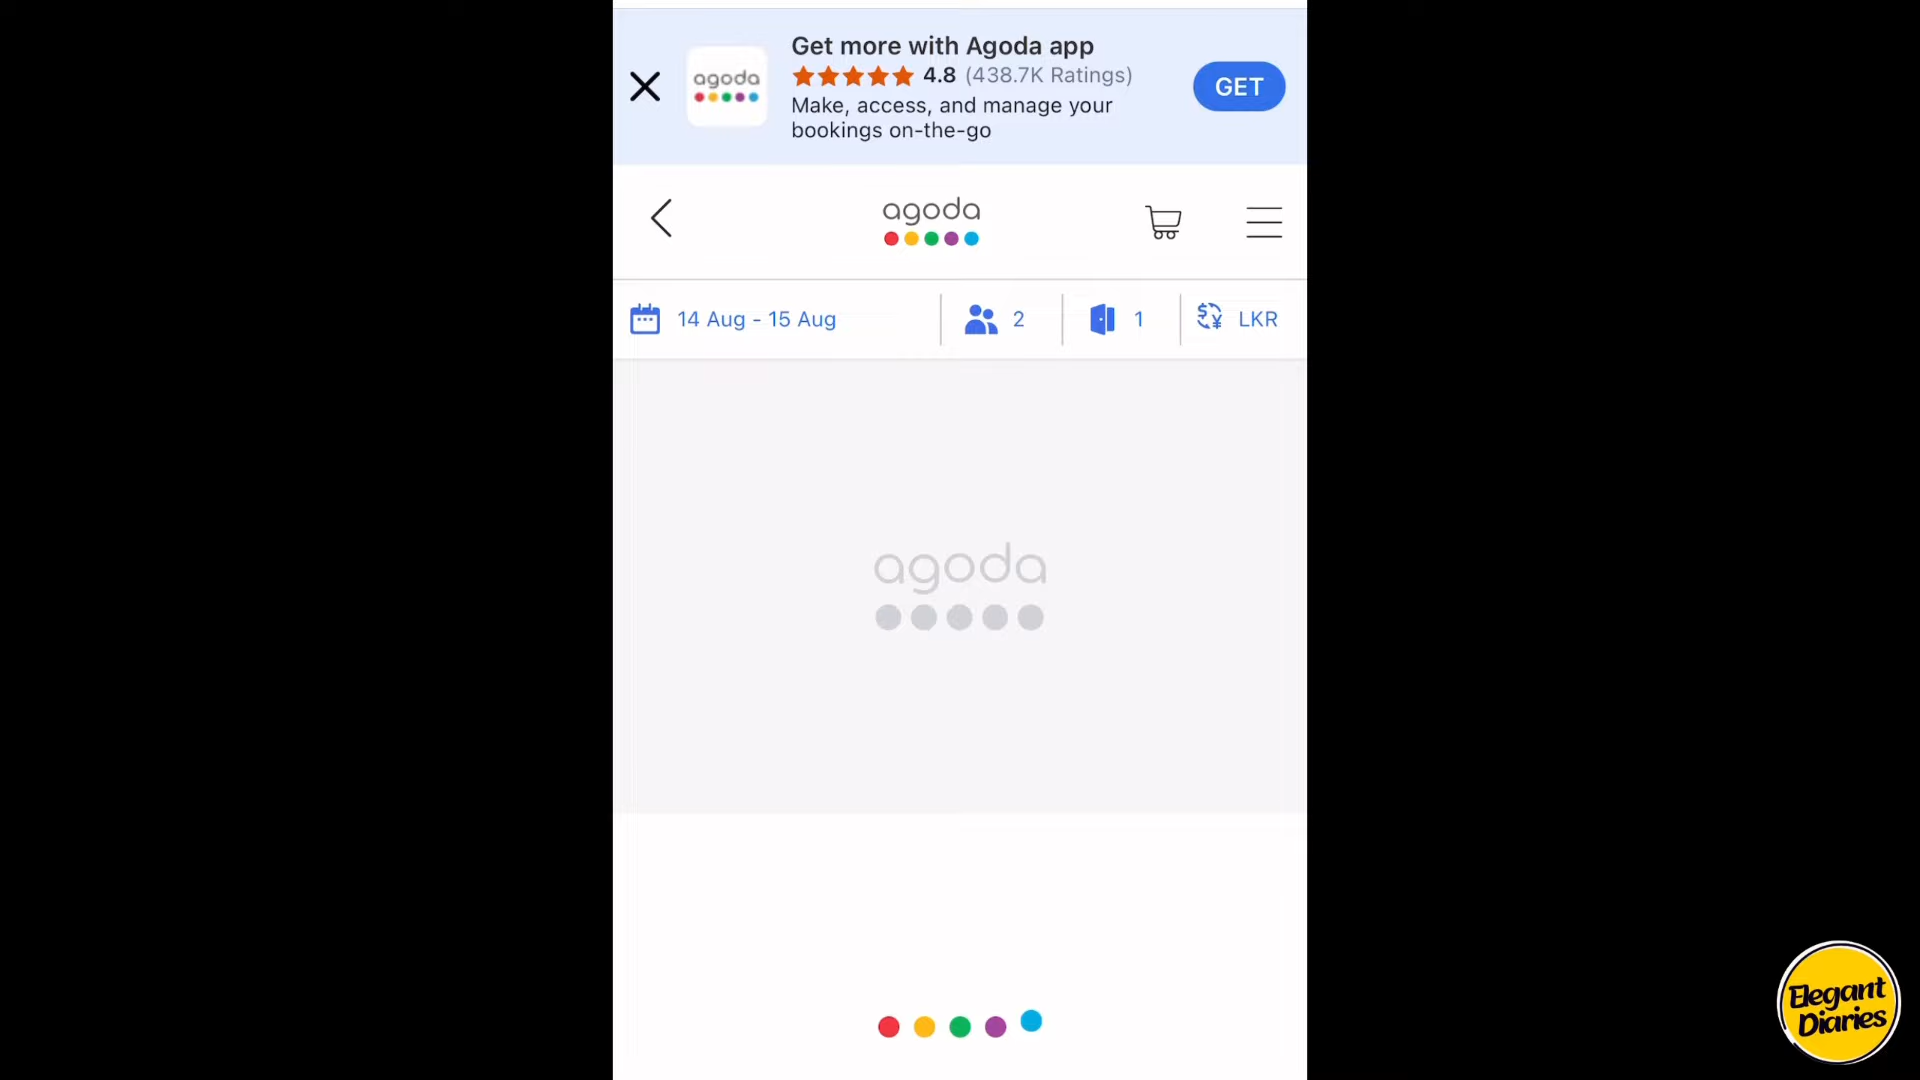 Get more with Agoda app
agoda
4.8 (438.7K Ratings)
Make, access, and manage your
bookings on-the-go
GET
agoda
14 Aug - 15 Aug
2
1
LKR
agoda
Elegant
Diaries